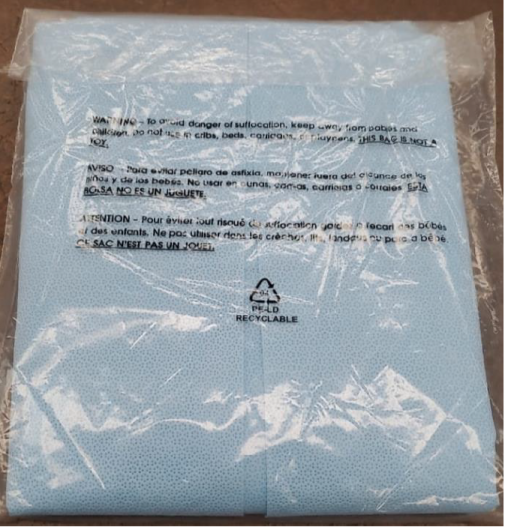 WARNING - To avoid danger of suffocation, keep away from babies and
children. Do not use in cribs, beds, carriages, or playpens. THIS BAG IS NOT A
TOY.
AVISO - Para evitar peligro de asfixia, mantener fuera del alcance de los
niños y de los bebés. No usar en cunas, camas, carriolas o corrales. ESTA
BOLSA NO ES UN JUGUETE.
ATTENTION - Pour éviter tout risque de suffocation garder à l'écart des bébés
et des enfants. Ne pas utiliser dans les crèches, lits, landaus ou parc à bébé
CE SAC N'EST PAS UN JOUET.
04
PE-LD
RECYCLABLE